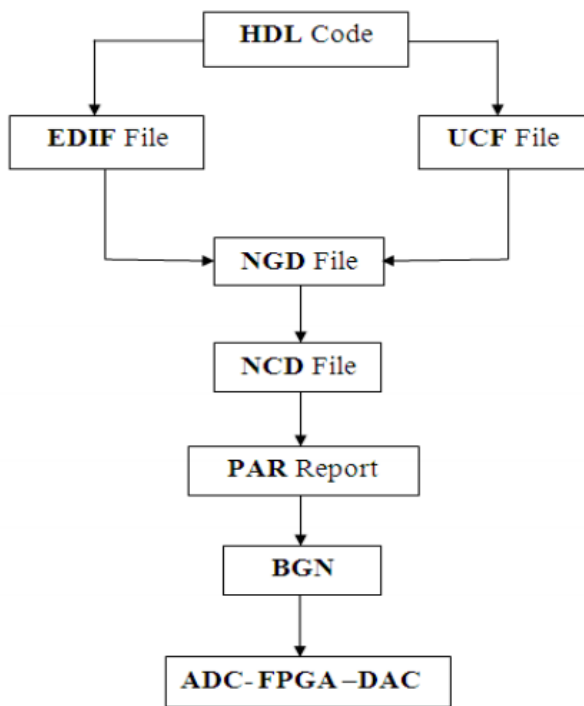 HDL Code
EDIF File
UCF File
NGD File
NCD File
PAR Report
BGN
ADC-FPGA–DAC